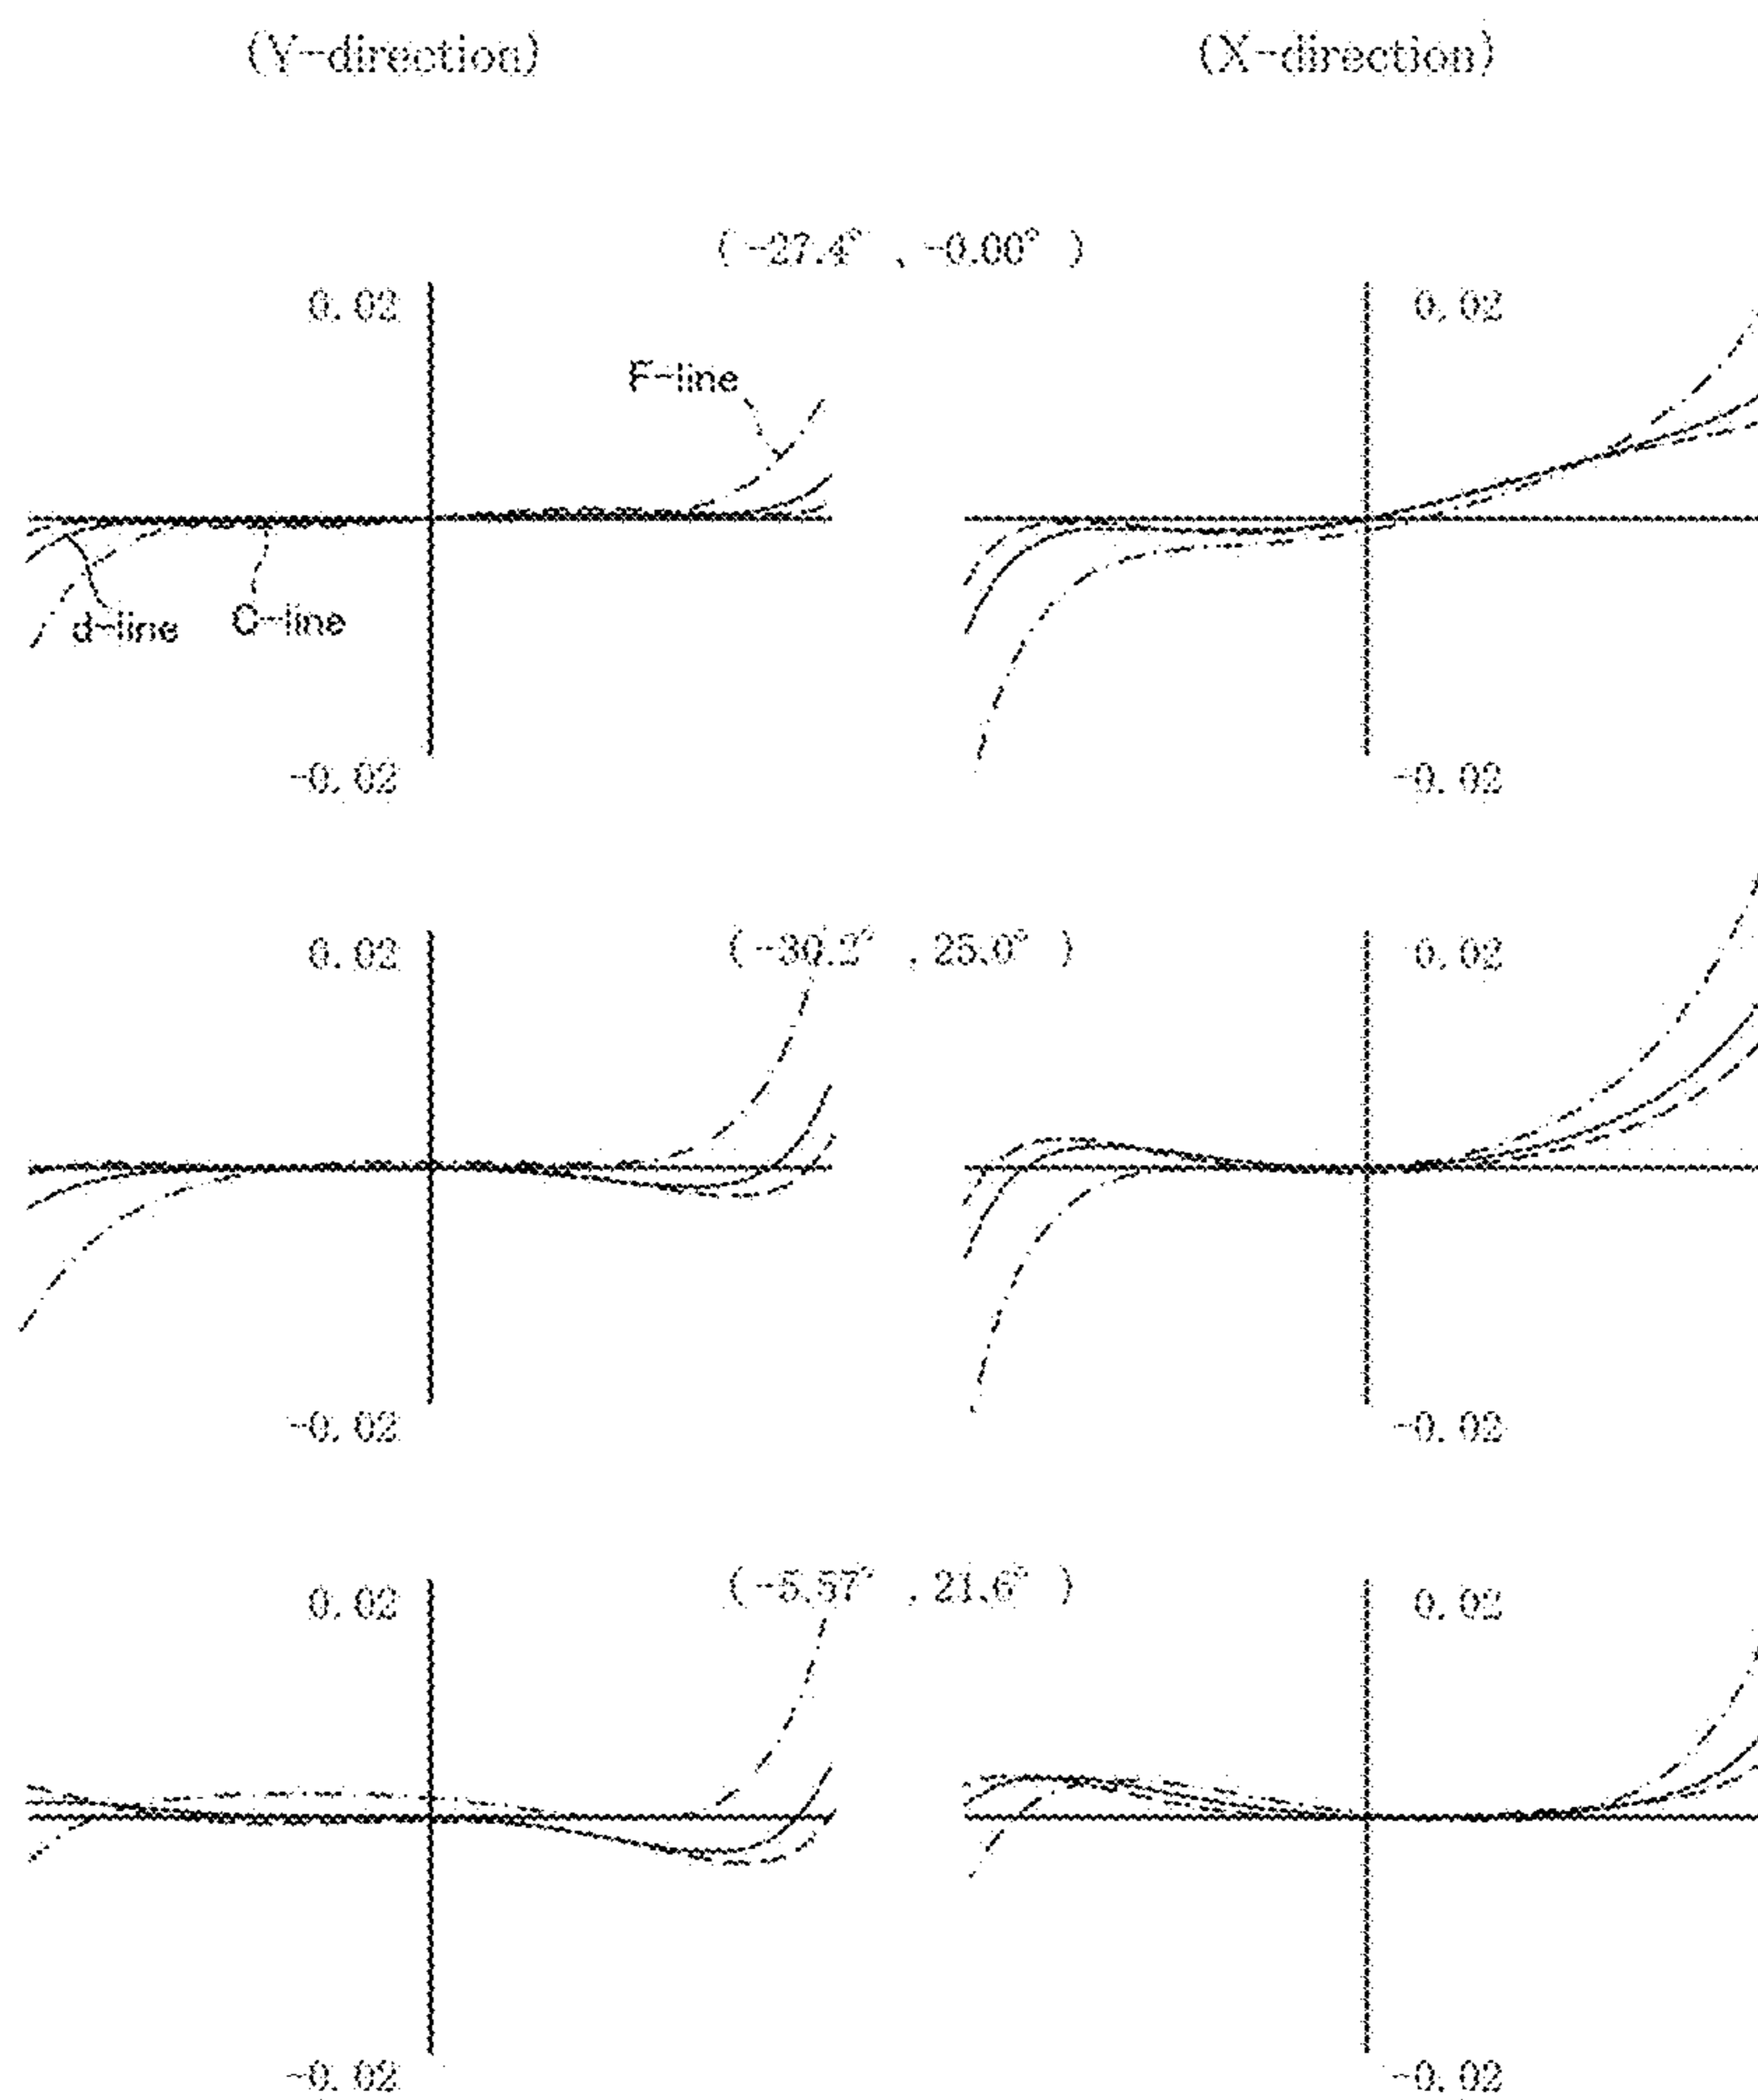 (Y-direction) (X-direction)
(-27.4° , -0.00° )
0.02 0.02
F-line
d-line C-line
-0.02 -0.02
(-30.2° , 25.0° )
0.02 0.02
-0.02 -0.02
(-5.57° , 21.6° )
0.02 0.02
-0.02 -0.02